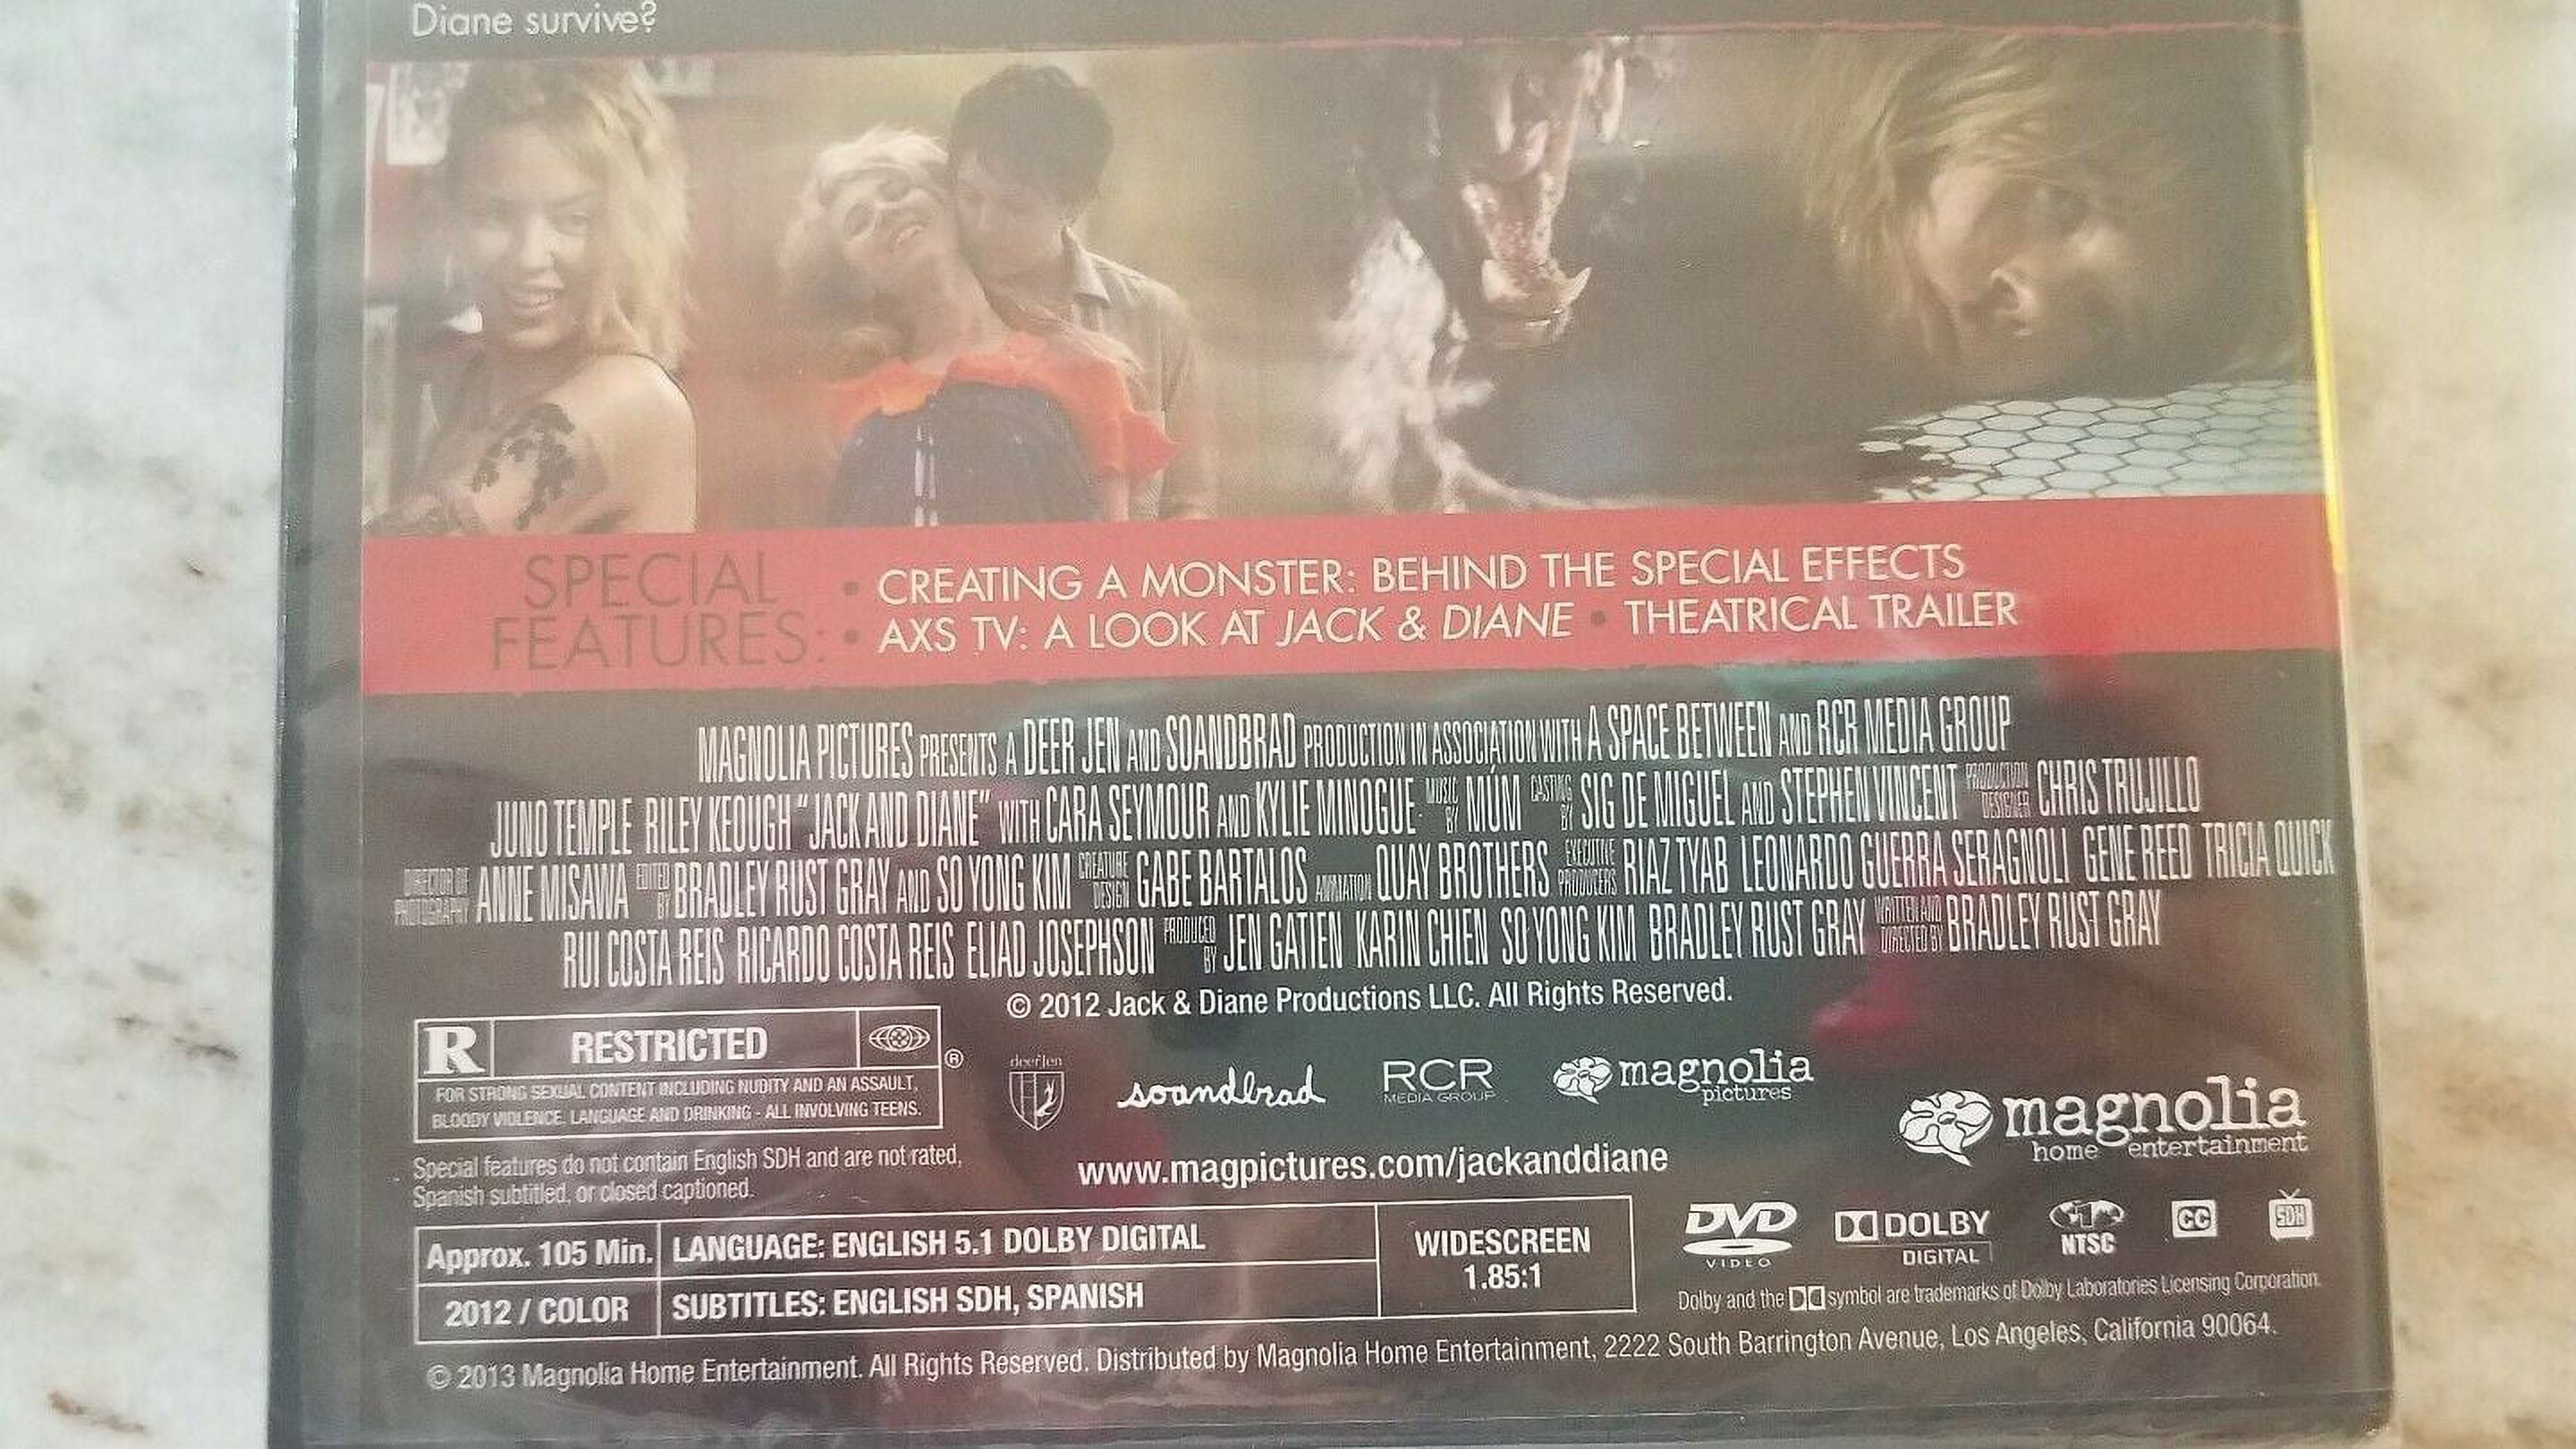 Diane survive?
SPECIAL FEATURES:
• CREATING A MONSTER: BEHIND THE SPECIAL EFFECTS
• AXS TV: A LOOK AT JACK & DIANE • THEATRICAL TRAILER
MAGNOLIA PICTURES PRESENTS A DEER JEN AND SOANDBRAD PRODUCTION IN ASSOCIATION WITH A SPACE BETWEEN AND RCR MEDIA GROUP
JUNO TEMPLE RILEY KEOUGH "JACK AND DIANE" WITH CARA SEYMOUR AND KYLIE MINOGUE MUSIC BY MÚM CASTING BY SIG DE MIGUEL AND STEPHEN VINCENT PRODUCTION DESIGNER CHRIS TRUJILLO
DIRECTOR OF PHOTOGRAPHY ANNE MISAWA EDITED BY BRADLEY RUST GRAY AND SO YONG KIM CREATURE DESIGN GABE BARTALOS ANIMATION QUAY BROTHERS EXECUTIVE PRODUCERS RIAZ TYAB LEONARDO GUERRA SERAGNOLI GENE REED TRICIA QUICK
RUI COSTA REIS RICARDO COSTA REIS ELIAD JOSEPHSON PRODUCED BY JEN GATIEN KARIN CHIEN SO YONG KIM BRADLEY RUST GRAY WRITTEN AND DIRECTED BY BRADLEY RUST GRAY
© 2012 Jack & Diane Productions LLC. All Rights Reserved.
R RESTRICTED ®
FOR STRONG SEXUAL CONTENT INCLUDING NUDITY AND AN ASSAULT,
BLOODY VIOLENCE, LANGUAGE AND DRINKING - ALL INVOLVING TEENS.
deerjen
soandbrad
RCR
MEDIA GROUP
magnolia
pictures
magnolia
home entertainment
Special features do not contain English SDH and are not rated,
Spanish subtitled, or closed captioned.
www.magpictures.com/jackanddiane
Approx. 105 Min.
LANGUAGE: ENGLISH 5.1 DOLBY DIGITAL
2012 / COLOR
SUBTITLES: ENGLISH SDH, SPANISH
WIDESCREEN
1.85:1
DVD
VIDEO
DOLBY
DIGITAL
1
NTSC
CC
SDH
Dolby and the DD symbol are trademarks of Dolby Laboratories Licensing Corporation.
© 2013 Magnolia Home Entertainment. All Rights Reserved. Distributed by Magnolia Home Entertainment, 2222 South Barrington Avenue, Los Angeles, California 90064.